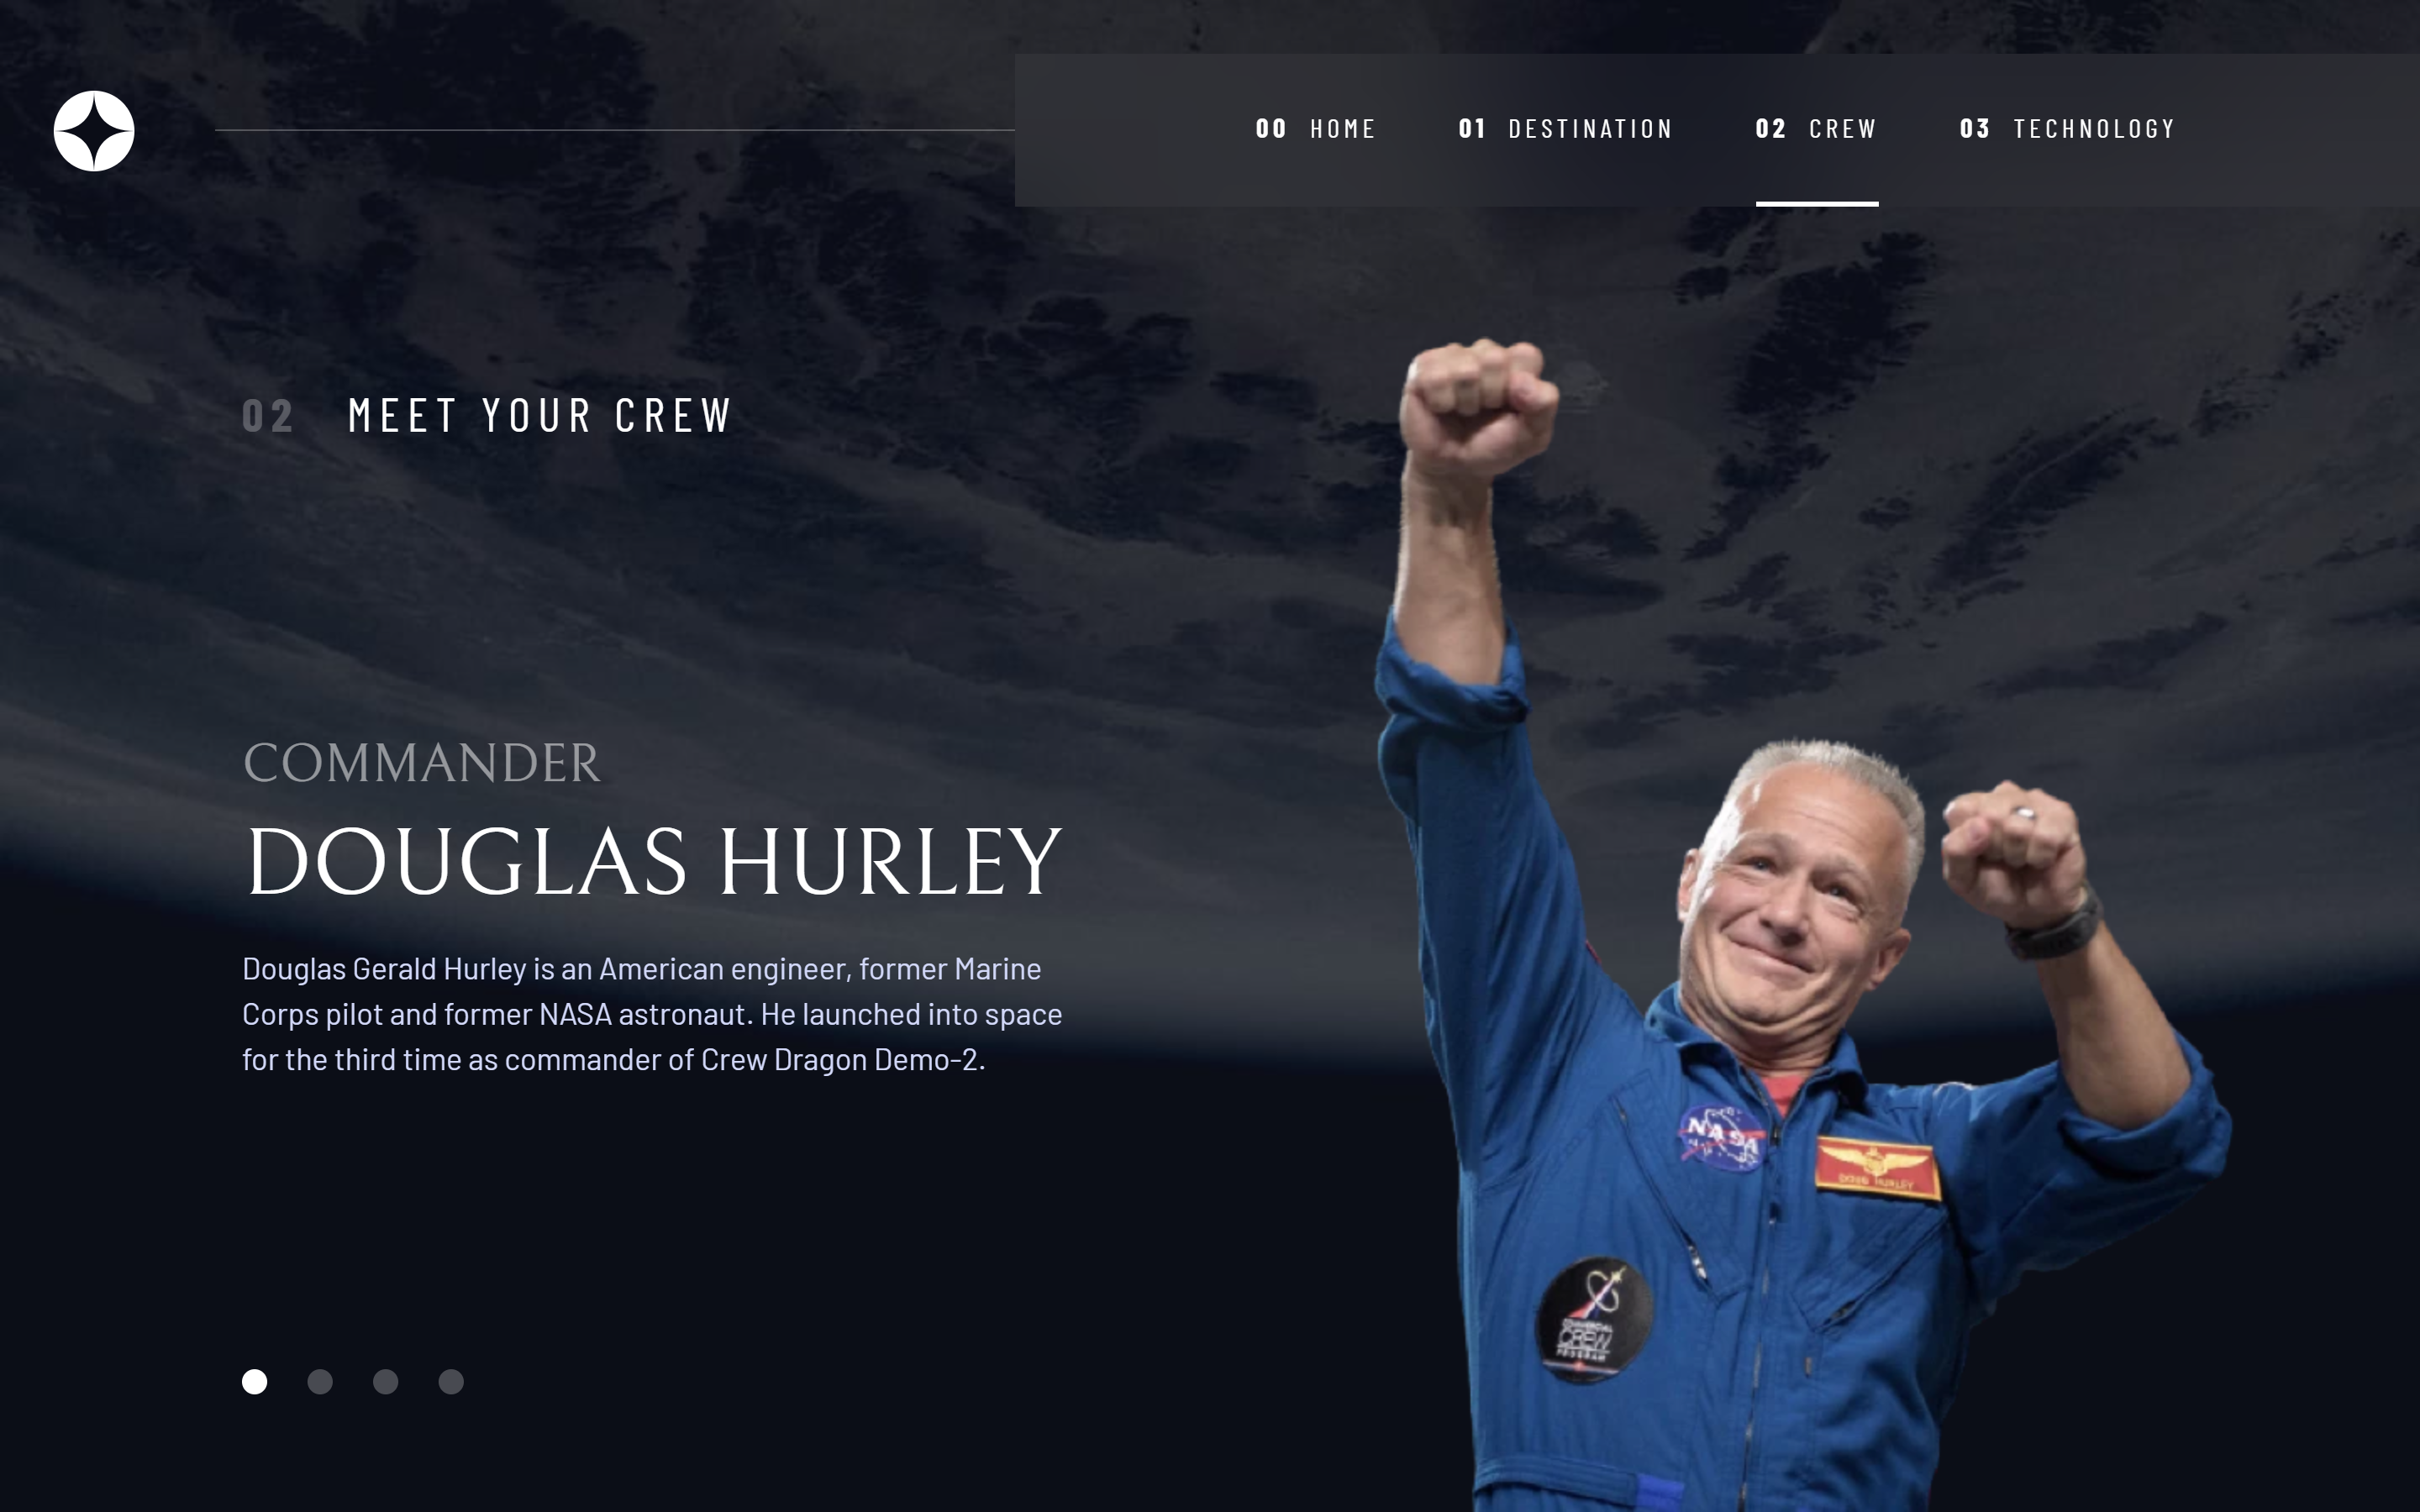 00 HOME 01 DESTINATION 02 CREW 03 TECHNOLOGY
02 MEET YOUR CREW
COMMANDER
DOUGLAS HURLEY
Douglas Gerald Hurley is an American engineer, former Marine
Corps pilot and former NASA astronaut. He launched into space
for the third time as commander of Crew Dragon Demo-2.
NASA
DOUG HURLEY
COMMERCIAL
CREW
PROGRAM